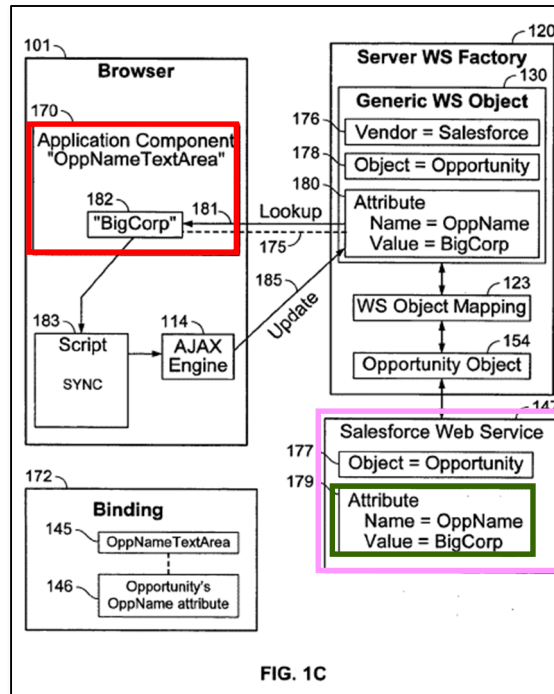 101
Browser
170
Application Component
"OppNameTextArea"
182
"BigCorp"
181
Lookup
175
185
Update
183
Script
SYNC
114
AJAX
Engine
120
Server WS Factory
130
Generic WS Object
176
Vendor = Salesforce
178
Object = Opportunity
180
Attribute
Name = OppName
Value = BigCorp
123
WS Object Mapping
154
Opportunity Object
147
Salesforce Web Service
177
Object = Opportunity
179
Attribute
Name = OppName
Value = BigCorp
172
Binding
145
OppNameTextArea
146
Opportunity's
OppName attribute
FIG. 1C